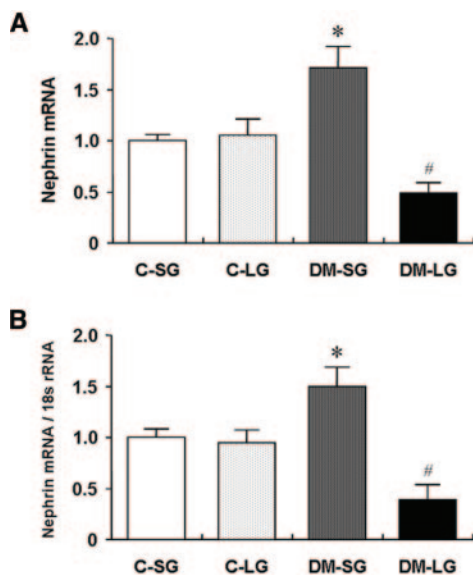 A
Nephrin mRNA
2.0
1.5
1.0
0.5
0
*
#
C-SG C-LG DM-SG DM-LG
B
Nephrin mRNA / 18s rRNA
2.0
1.5
1.0
0.5
0
*
#
C-SG C-LG DM-SG DM-LG